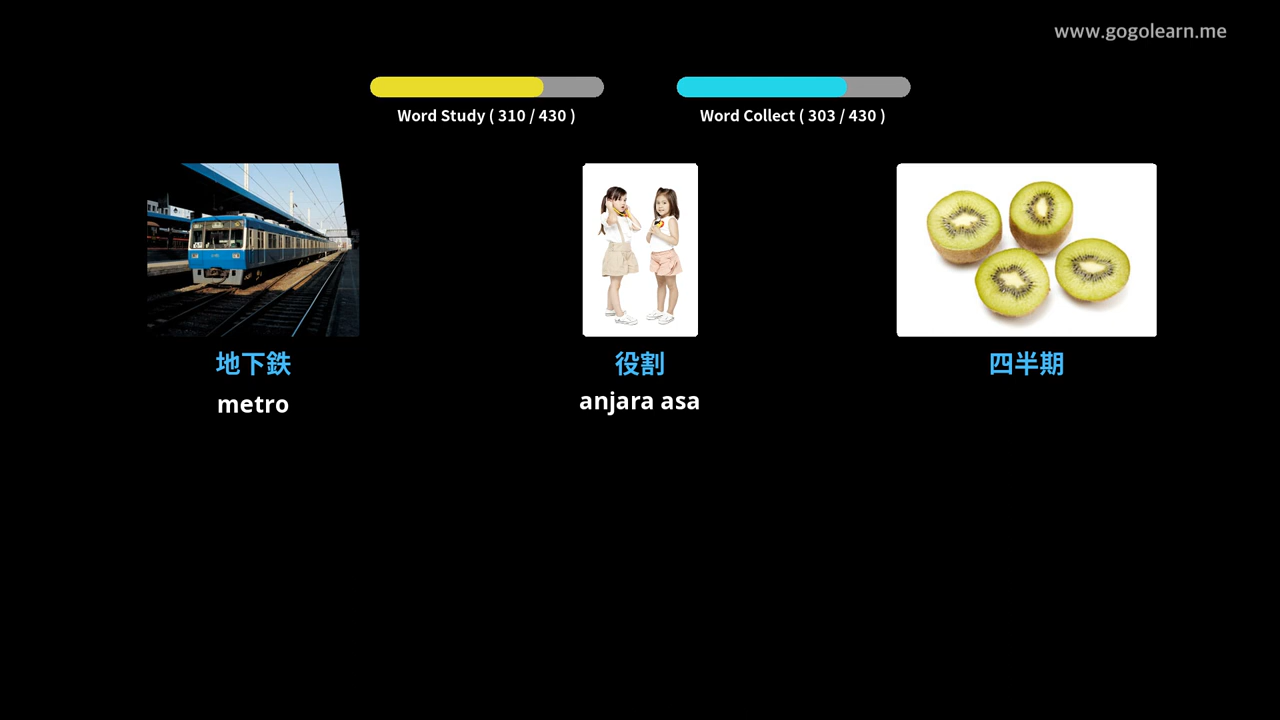 www.gogolearn.me
Word Study ( 310 / 430 )
Word Collect ( 303 / 430 )
地下鉄
metro
役割
anjara asa
四半期